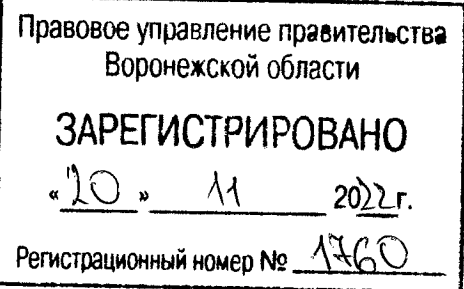 Правовое управление правительства
Воронежской области
ЗАРЕГИСТРИРОВАНО
«20» 11 2022г.
Регистрационный номер № 1760